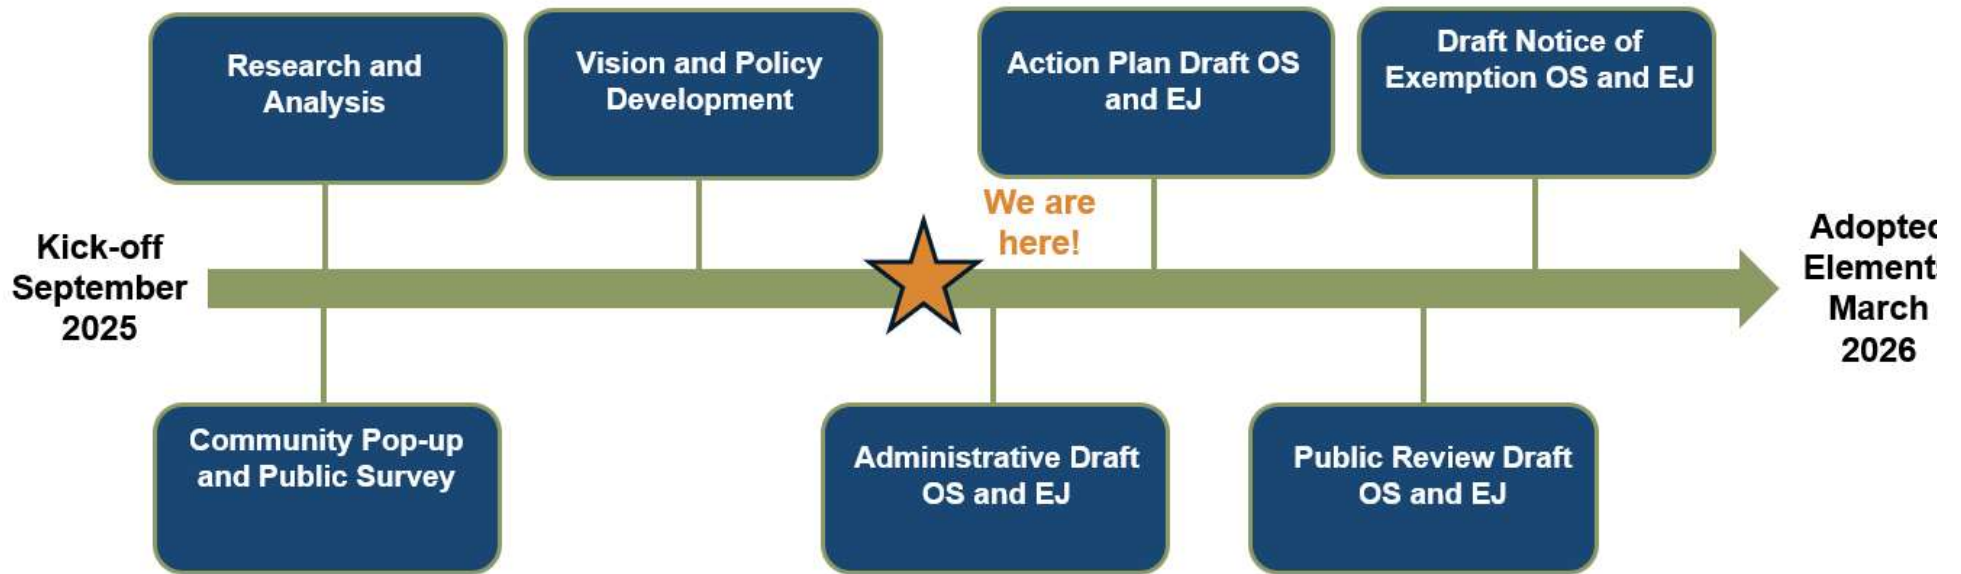 Research and
Analysis
Vision and Policy
Development
Action Plan Draft OS
and EJ
Draft Notice of
Exemption OS and EJ
We are
here!
Kick-off
September
2025
Adopted
Elements
March
2026
Community Pop-up
and Public Survey
Administrative Draft
OS and EJ
Public Review Draft
OS and EJ